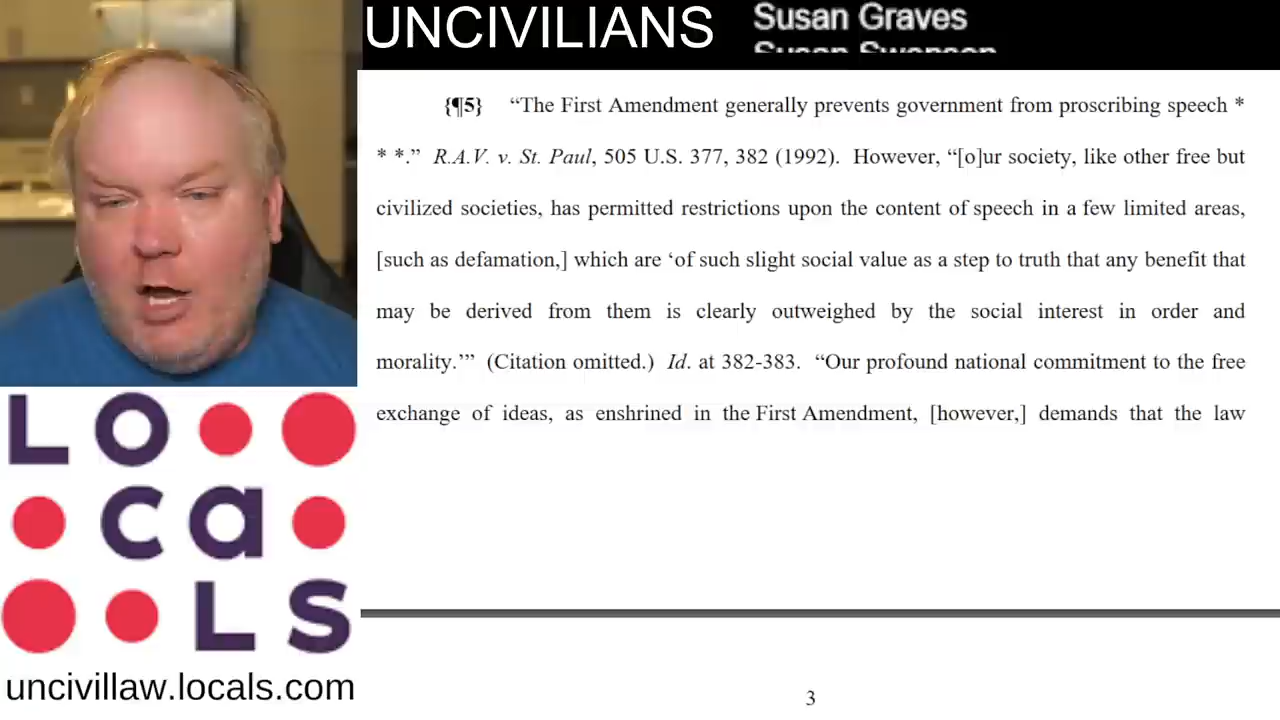 UNCIVILIANS
Susan Graves
Susan Swenson
{¶5} “The First Amendment generally prevents government from proscribing speech *
* *.” R.A.V. v. St. Paul, 505 U.S. 377, 382 (1992). However, “[o]ur society, like other free but
civilized societies, has permitted restrictions upon the content of speech in a few limited areas,
[such as defamation,] which are ‘of such slight social value as a step to truth that any benefit that
may be derived from them is clearly outweighed by the social interest in order and
morality.’” (Citation omitted.) Id. at 382-383. “Our profound national commitment to the free
exchange of ideas, as enshrined in the First Amendment, [however,] demands that the law
3
LO
ca
LS
uncivillaw.locals.com